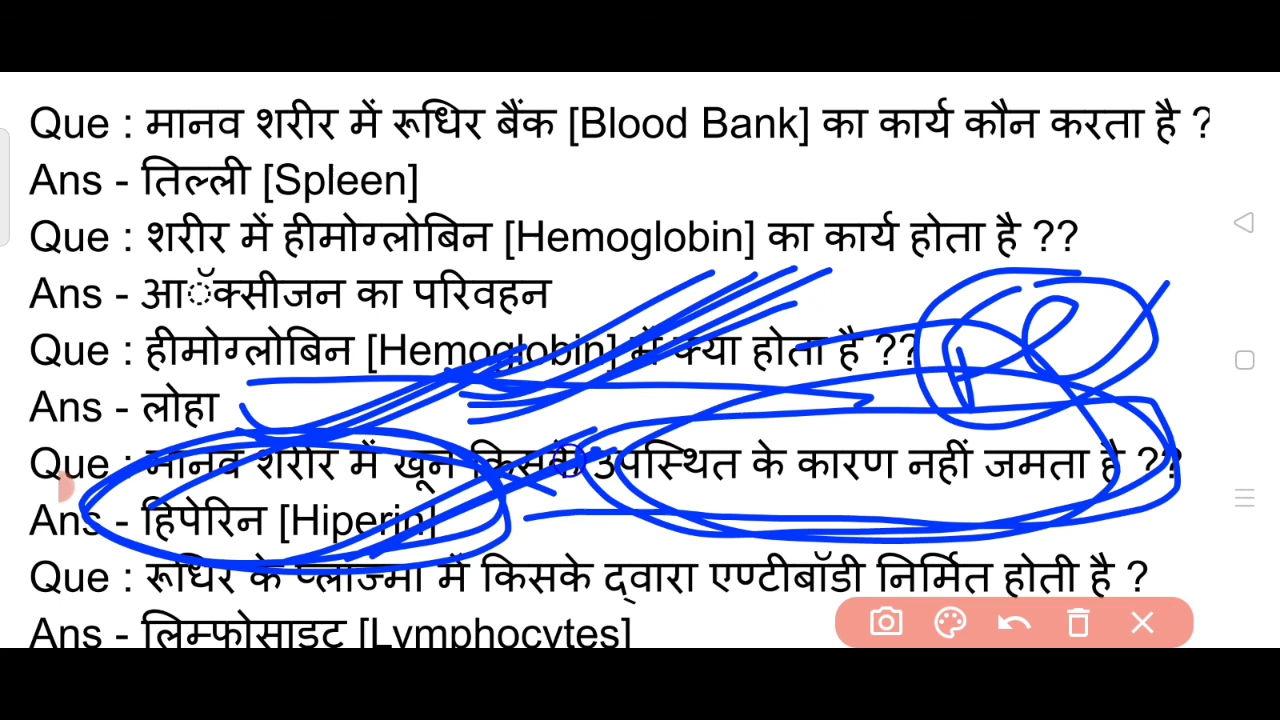 Que : मानव शरीर में रूधिर बैंक [Blood Bank] का कार्य कौन करता है ?
Ans - तिल्ली [Spleen]
Que : शरीर में हीमोग्लोबिन [Hemoglobin] का कार्य होता है ??
Ans - आॅक्सीजन का परिवहन
Que : हीमोग्लोबिन [Hemoglobin] में क्या होता है ??
Ans - लोहा
Que : मानव शरीर में खून किसके उपस्थित के कारण नहीं जमता है ??
Ans - हिपेरिन [Hiperin]
Que : रूधिर के प्लाज्मा में किसके द्वारा एण्टीबॉडी निर्मित होती है ?
Ans - लिम्फोसाइट [Lymphocytes]